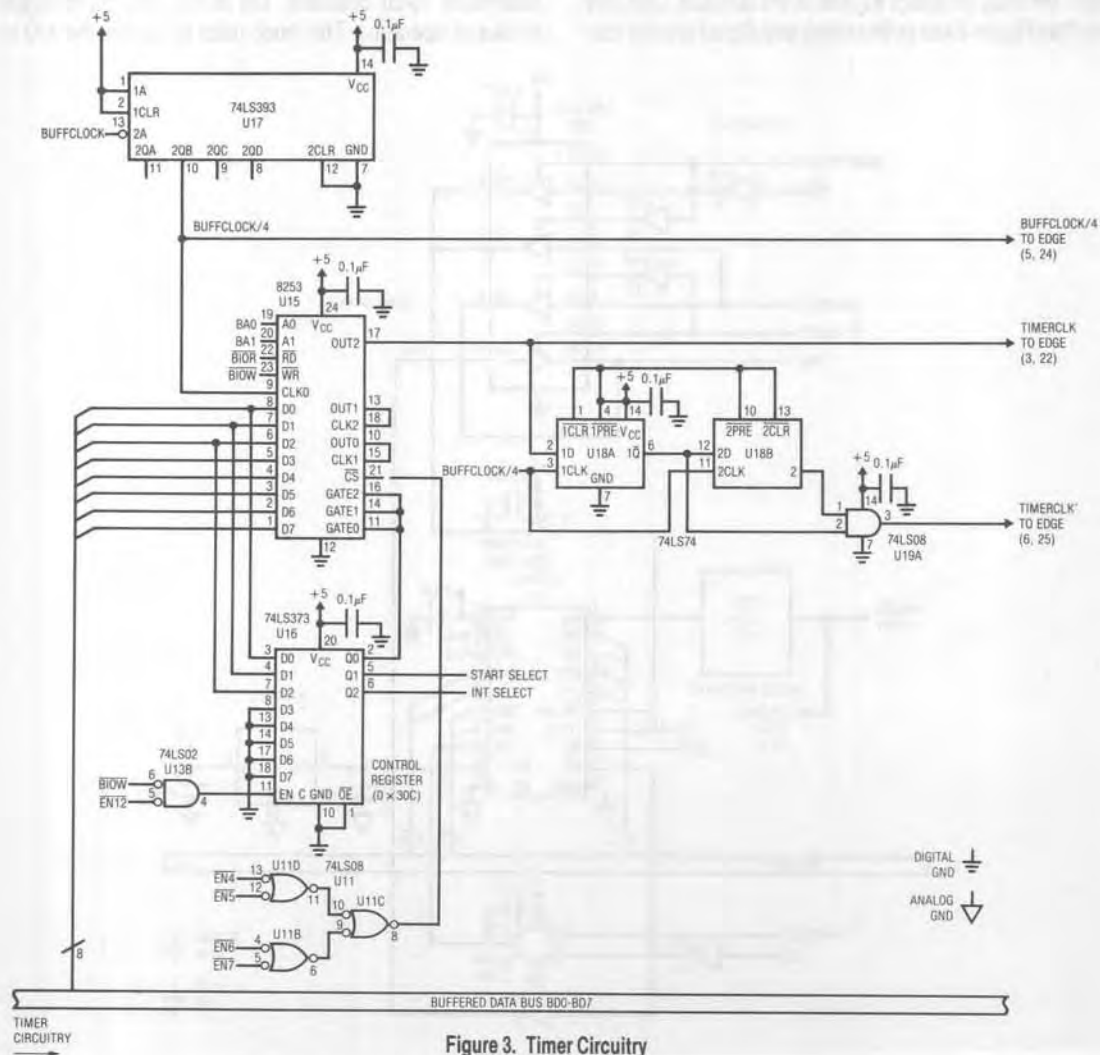 +5
+5
0.1µF
14
VCC
1
1A
2
1CLR
74LS393
U17
BUFFCLOCK
13
2A
2QA
2QB
2QC
2QD
2CLR
GND
11
10
9
8
12
7
BUFFCLOCK/4
BUFFCLOCK/4
TO EDGE
(5, 24)
+5
0.1µF
8253
U15
24
VCC
BA0
19
A0
BA1
20
A1
BIOR
22
RD
BIOW
23
WR
9
CLK0
8
D0
7
D1
6
D2
5
D3
4
D4
3
D5
2
D6
1
D7
OUT2
17
OUT1
13
CLK2
18
OUT0
10
CLK1
15
CS
21
GATE2
16
GATE1
14
GATE0
11
12
TIMERCLK
TO EDGE
(3, 22)
+5
0.1µF
1
4
14
1CLR
1PRE
VCC
2
1D
U18A
1Q
6
BUFFCLOCK/4
3
1CLK
GND
7
10
13
2PRE
2CLR
12
2D
U18B
11
2CLK
2
74LS74
+5
0.1µF
14
1
2
3
7
74LS08
U19A
TIMERCLK'
TO EDGE
(6, 25)
+5
0.1µF
74LS373
U16
20
VCC
3
D0
4
D1
7
D2
8
D3
13
D4
14
D5
17
D6
18
D7
11
EN C
GND
OE
10
1
Q0
2
Q1
5
START SELECT
Q2
6
INT SELECT
CONTROL
REGISTER
(0 × 30C)
74LS02
U13B
BIOW
6
EN12
5
4
U11D
74LS08
U11
EN4
13
EN5
12
11
U11C
10
9
8
U11B
EN6
4
EN7
5
6
DIGITAL
GND
ANALOG
GND
8
BUFFERED DATA BUS BD0-BD7
TIMER
CIRCUITRY
Figure 3. Timer Circuitry